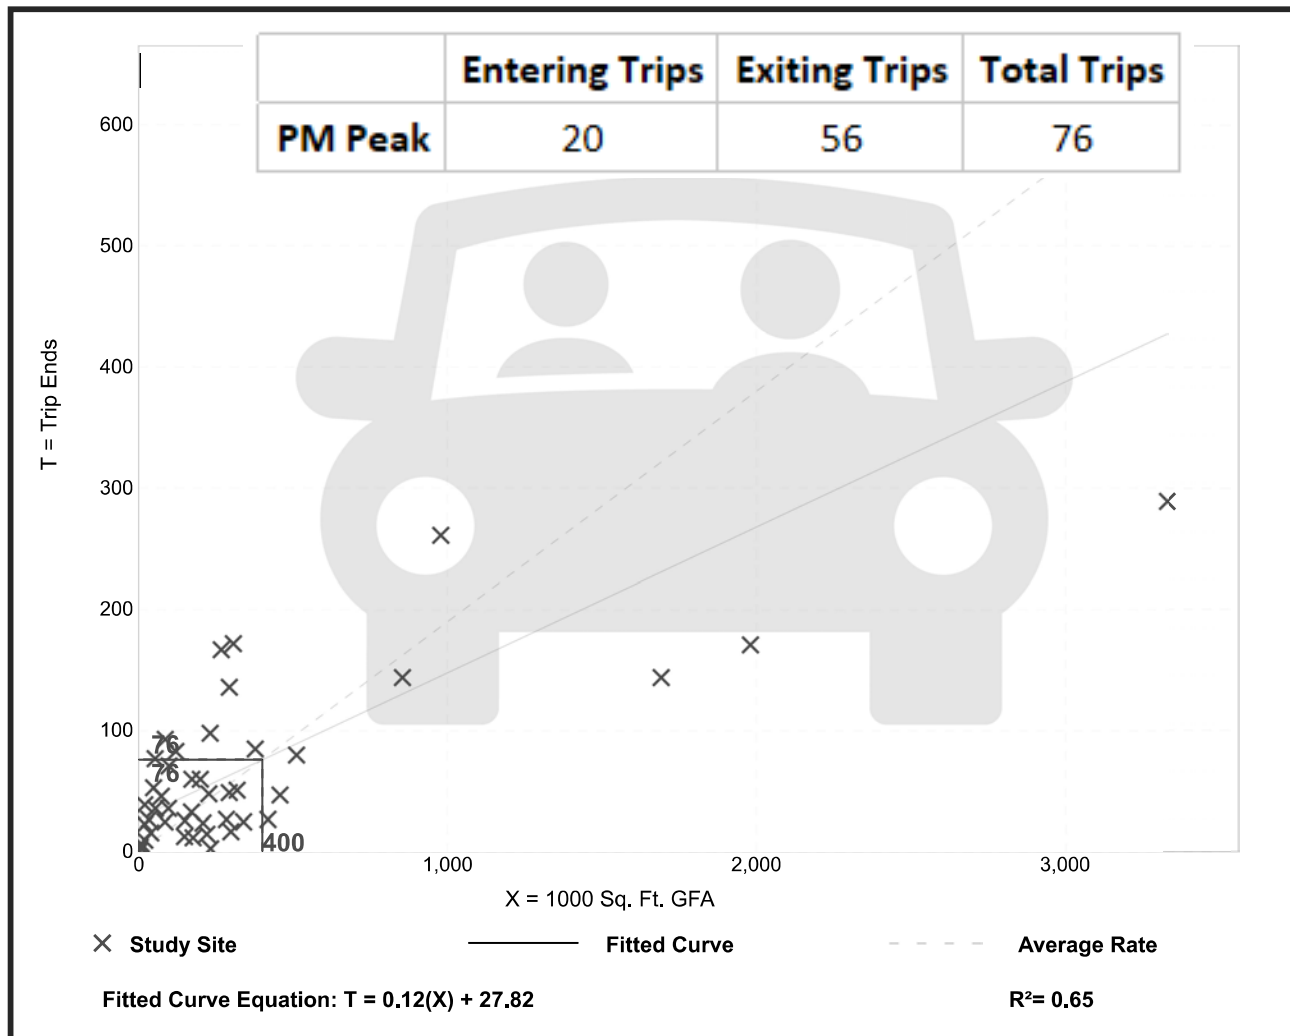 Entering Trips Exiting Trips Total Trips
PM Peak 20 56 76
600
500
400
300
200
100
0
T = Trip Ends
76
76
400
0 1,000 2,000 3,000
X = 1000 Sq. Ft. GFA
Study Site Fitted Curve Average Rate
Fitted Curve Equation: T = 0.12(X) + 27.82 R²= 0.65